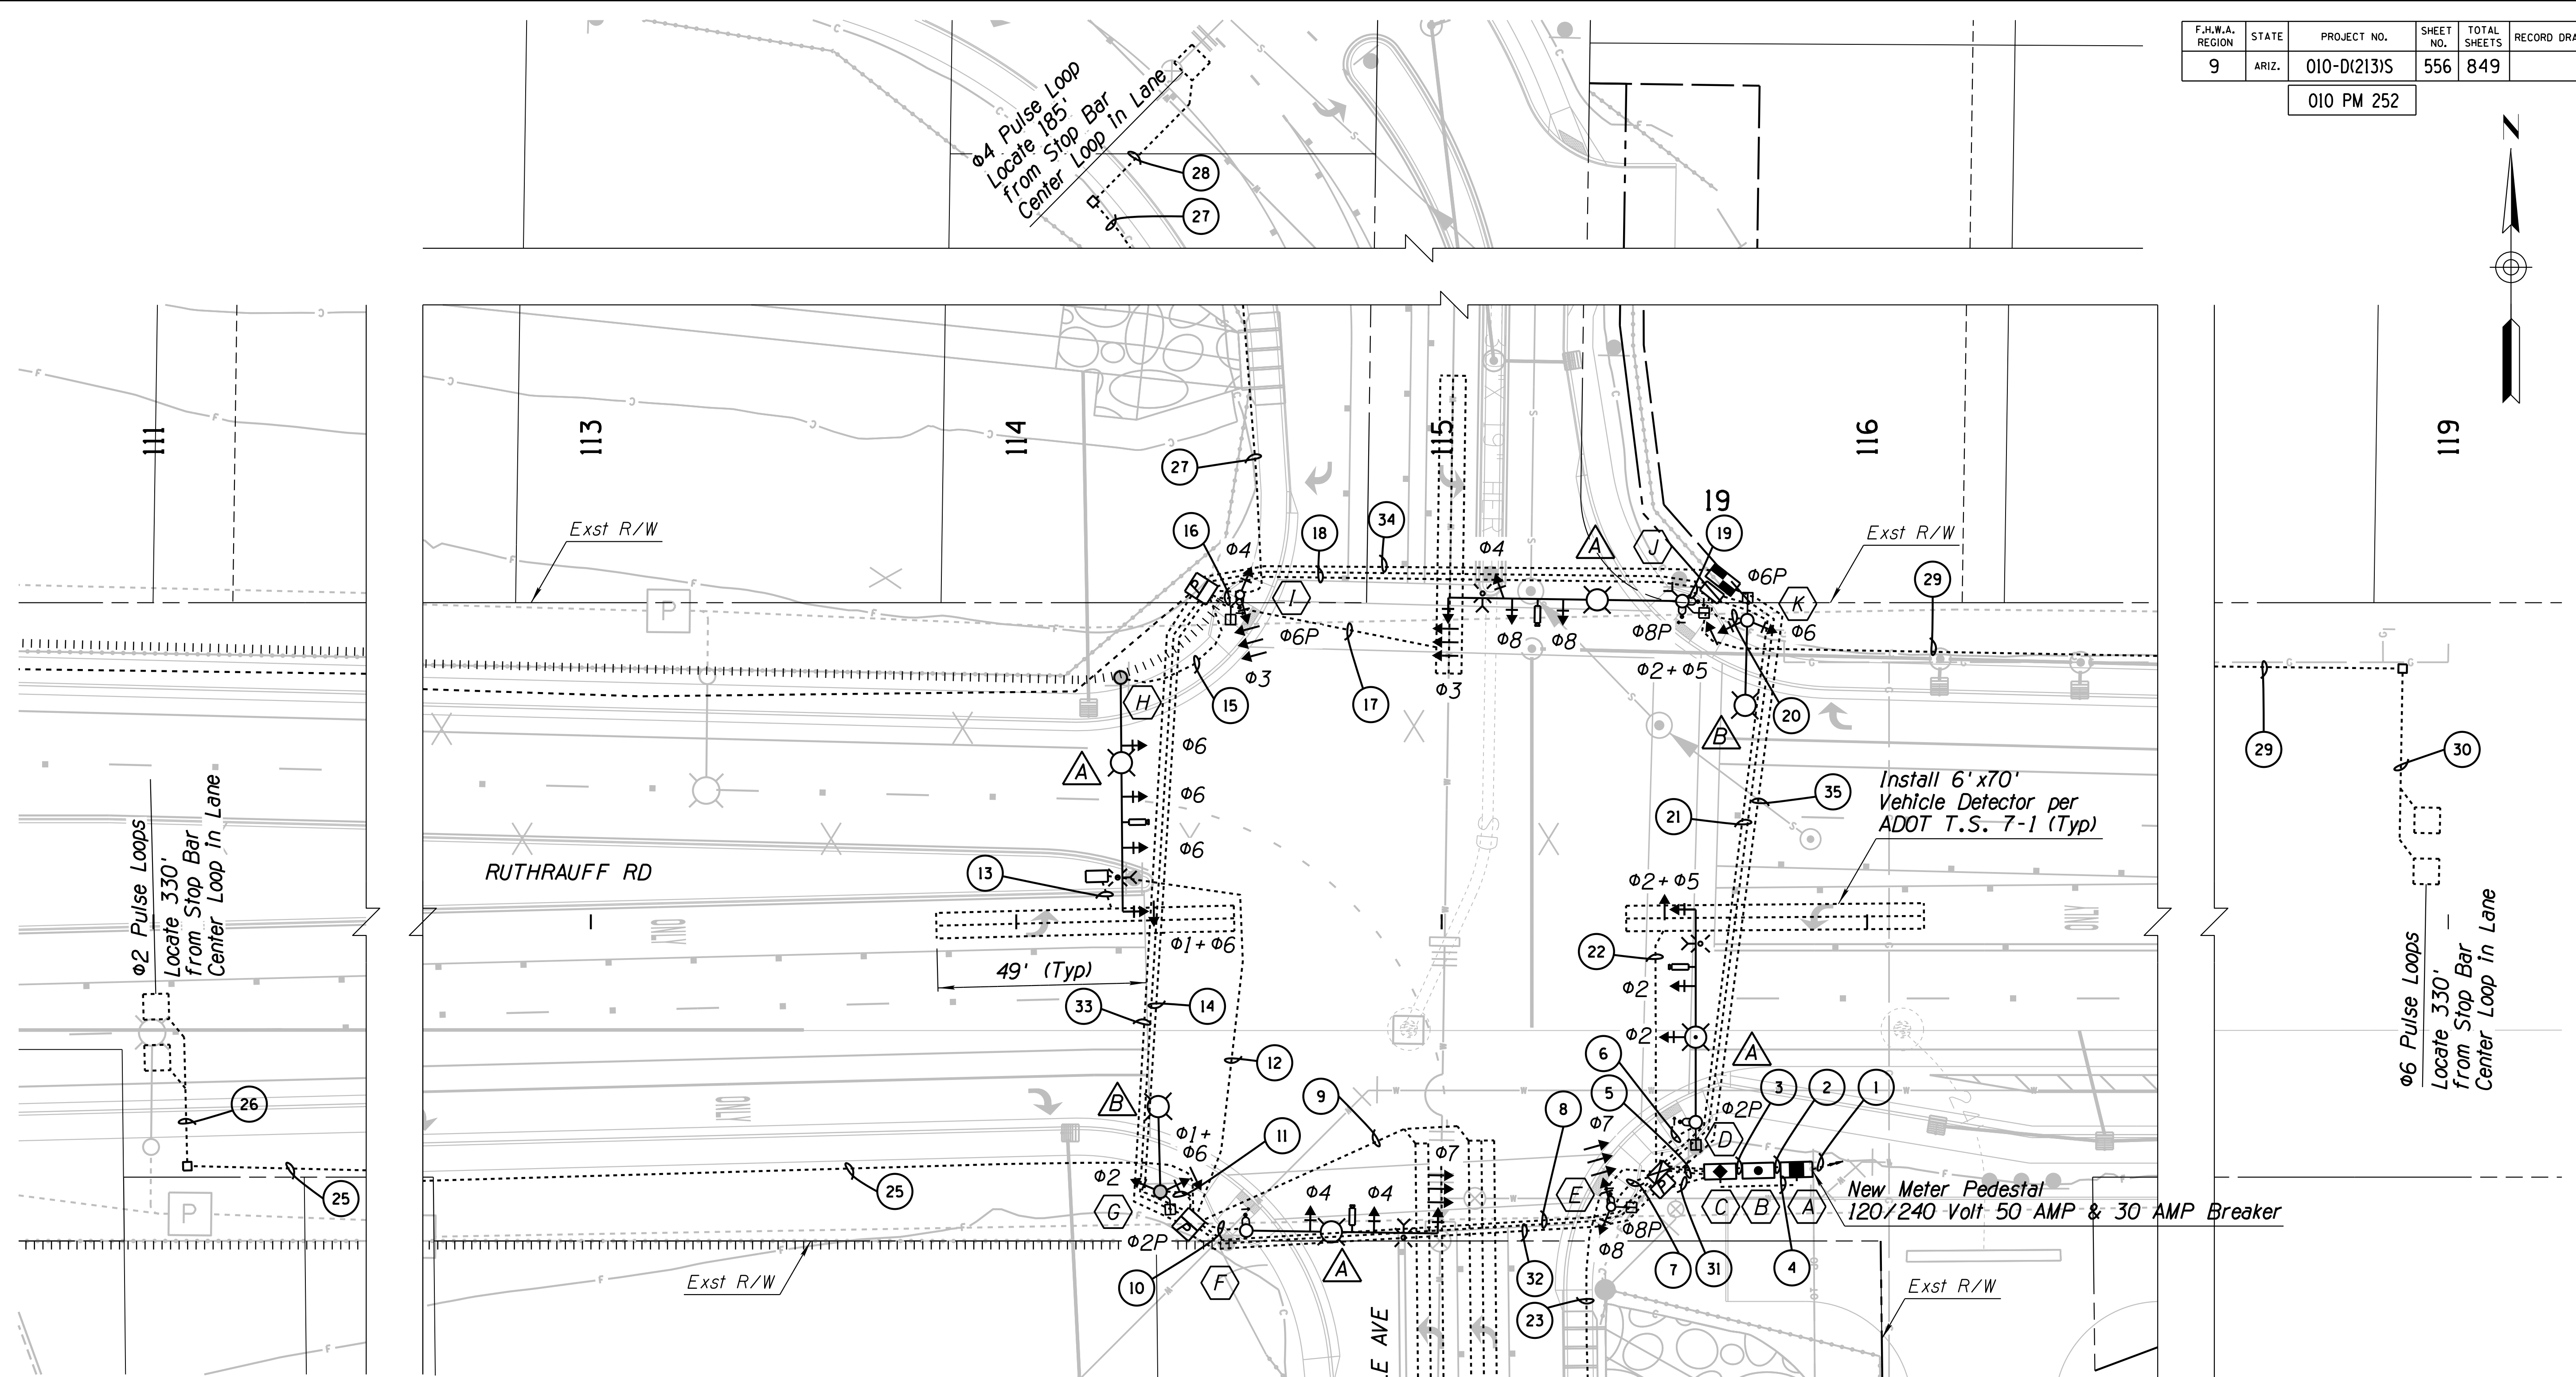 F.H.W.A. REGION STATE PROJECT NO. SHEET NO. TOTAL SHEETS RECORD DRA
9 ARIZ. 010-D(213)S 556 849
010 PM 252
N
Φ4 Pulse Loop
Locate 185'
from Stop Bar
Center Loop in Lane
28
27
111
113
114
115
116
119
27
Exst R/W
16
Φ4
18
34
Φ4
A
J
19
19
Φ6P
K
Exst R/W
29
I
Φ6P
Φ3
Φ3
Φ8
Φ8
Φ8P
Φ6
Φ2+Φ5
H
15
17
20
B
29
30
A
Φ6
Φ6
Φ6
Install 6'x70'
Vehicle Detector per
ADOT T.S. 7-1 (Typ)
21
35
RUTHRAUFF RD
13
Φ1+Φ6
49' (Typ)
Φ2+Φ5
22
Φ2
Φ2
Φ2 Pulse Loops
Locate 330'
from Stop Bar
Center Loop in Lane
Φ6 Pulse Loops
Locate 330'
from Stop Bar
Center Loop in Lane
33
14
12
26
B
9
8
6
5
A
3
2
1
Φ1+
Φ6
11
Φ7
Φ7
Φ2P
D
25
25
Φ2
G
P
P
P
P
Φ4
Φ4
E
C
B
A
New Meter Pedestal
120/240 Volt 50 AMP & 30 AMP Breaker
Φ2P
Φ8P
Φ8
Exst R/W
10
F
A
32
7
31
4
23
Exst R/W
LE AVE